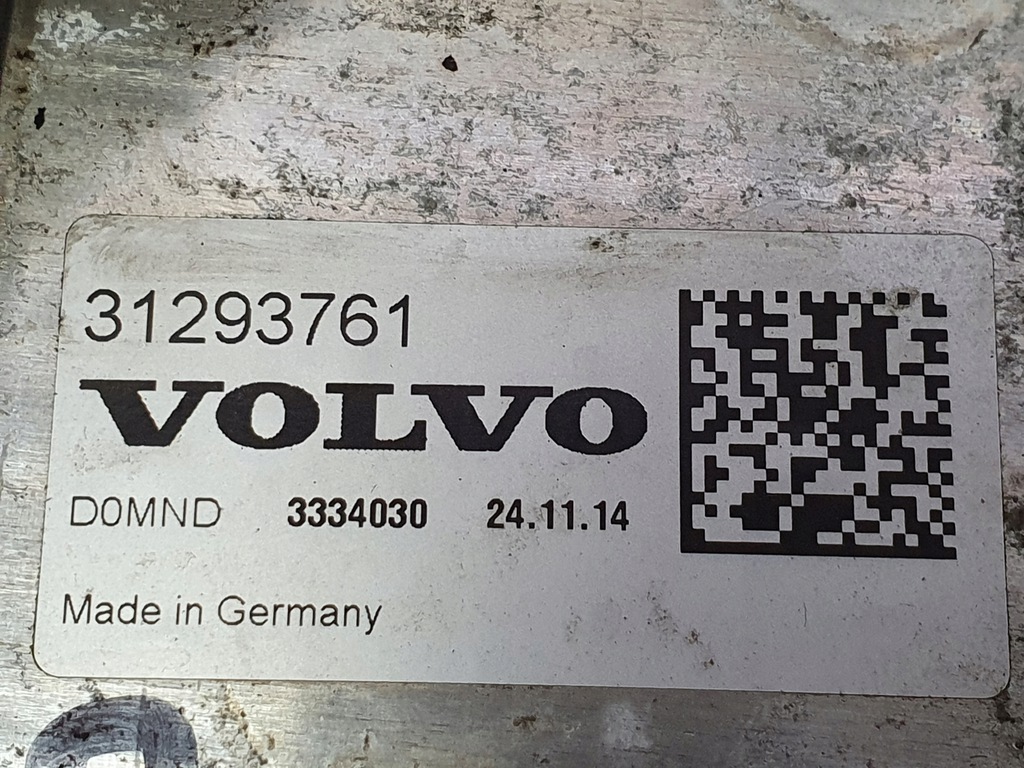 31293761
VOLVO
D0MND 3334030 24.11.14
Made in Germany